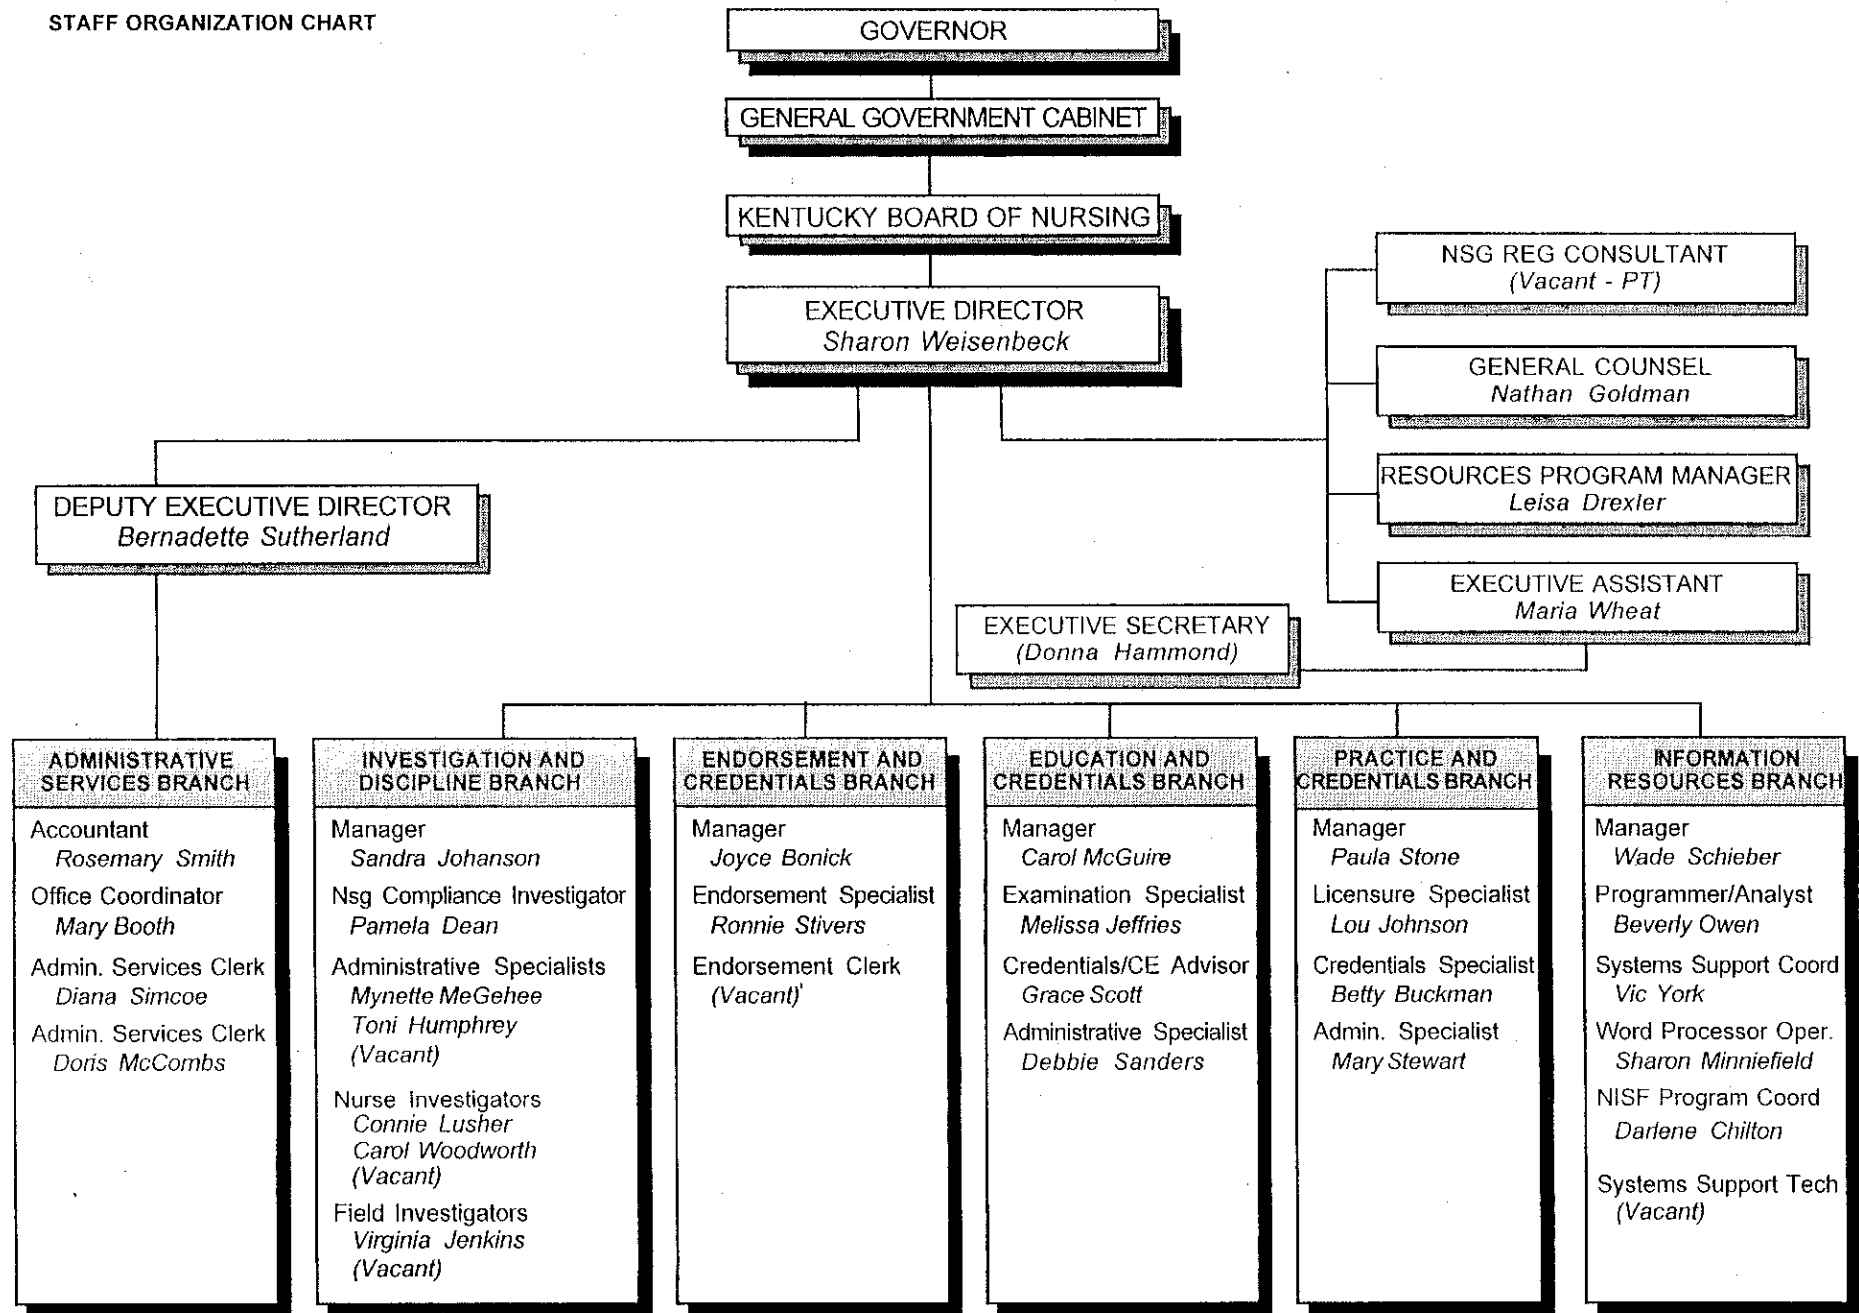 STAFF ORGANIZATION CHART
GOVERNOR
GENERAL GOVERNMENT CABINET
KENTUCKY BOARD OF NURSING
EXECUTIVE DIRECTOR
Sharon Weisenbeck
NSG REG CONSULTANT
(Vacant - PT)
GENERAL COUNSEL
Nathan Goldman
RESOURCES PROGRAM MANAGER
Leisa Drexler
EXECUTIVE ASSISTANT
Maria Wheat
EXECUTIVE SECRETARY
(Donna Hammond)
DEPUTY EXECUTIVE DIRECTOR
Bernadette Sutherland
ADMINISTRATIVE
SERVICES BRANCH
Accountant
Rosemary Smith
Office Coordinator
Mary Booth
Admin. Services Clerk
Diana Simcoe
Admin. Services Clerk
Doris McCombs
INVESTIGATION AND
DISCIPLINE BRANCH
Manager
Sandra Johanson
Nsg Compliance Investigator
Pamela Dean
Administrative Specialists
Mynette McGehee
Toni Humphrey
(Vacant)
Nurse Investigators
Connie Lusher
Carol Woodworth
(Vacant)
Field Investigators
Virginia Jenkins
(Vacant)
ENDORSEMENT AND
CREDENTIALS BRANCH
Manager
Joyce Bonick
Endorsement Specialist
Ronnie Stivers
Endorsement Clerk
(Vacant)
EDUCATION AND
CREDENTIALS BRANCH
Manager
Carol McGuire
Examination Specialist
Melissa Jeffries
Credentials/CE Advisor
Grace Scott
Administrative Specialist
Debbie Sanders
PRACTICE AND
CREDENTIALS BRANCH
Manager
Paula Stone
Licensure Specialist
Lou Johnson
Credentials Specialist
Betty Buckman
Admin. Specialist
Mary Stewart
INFORMATION
RESOURCES BRANCH
Manager
Wade Schieber
Programmer/Analyst
Beverly Owen
Systems Support Coord
Vic York
Word Processor Oper.
Sharon Minniefield
NISF Program Coord
Darlene Chilton
Systems Support Tech
(Vacant)